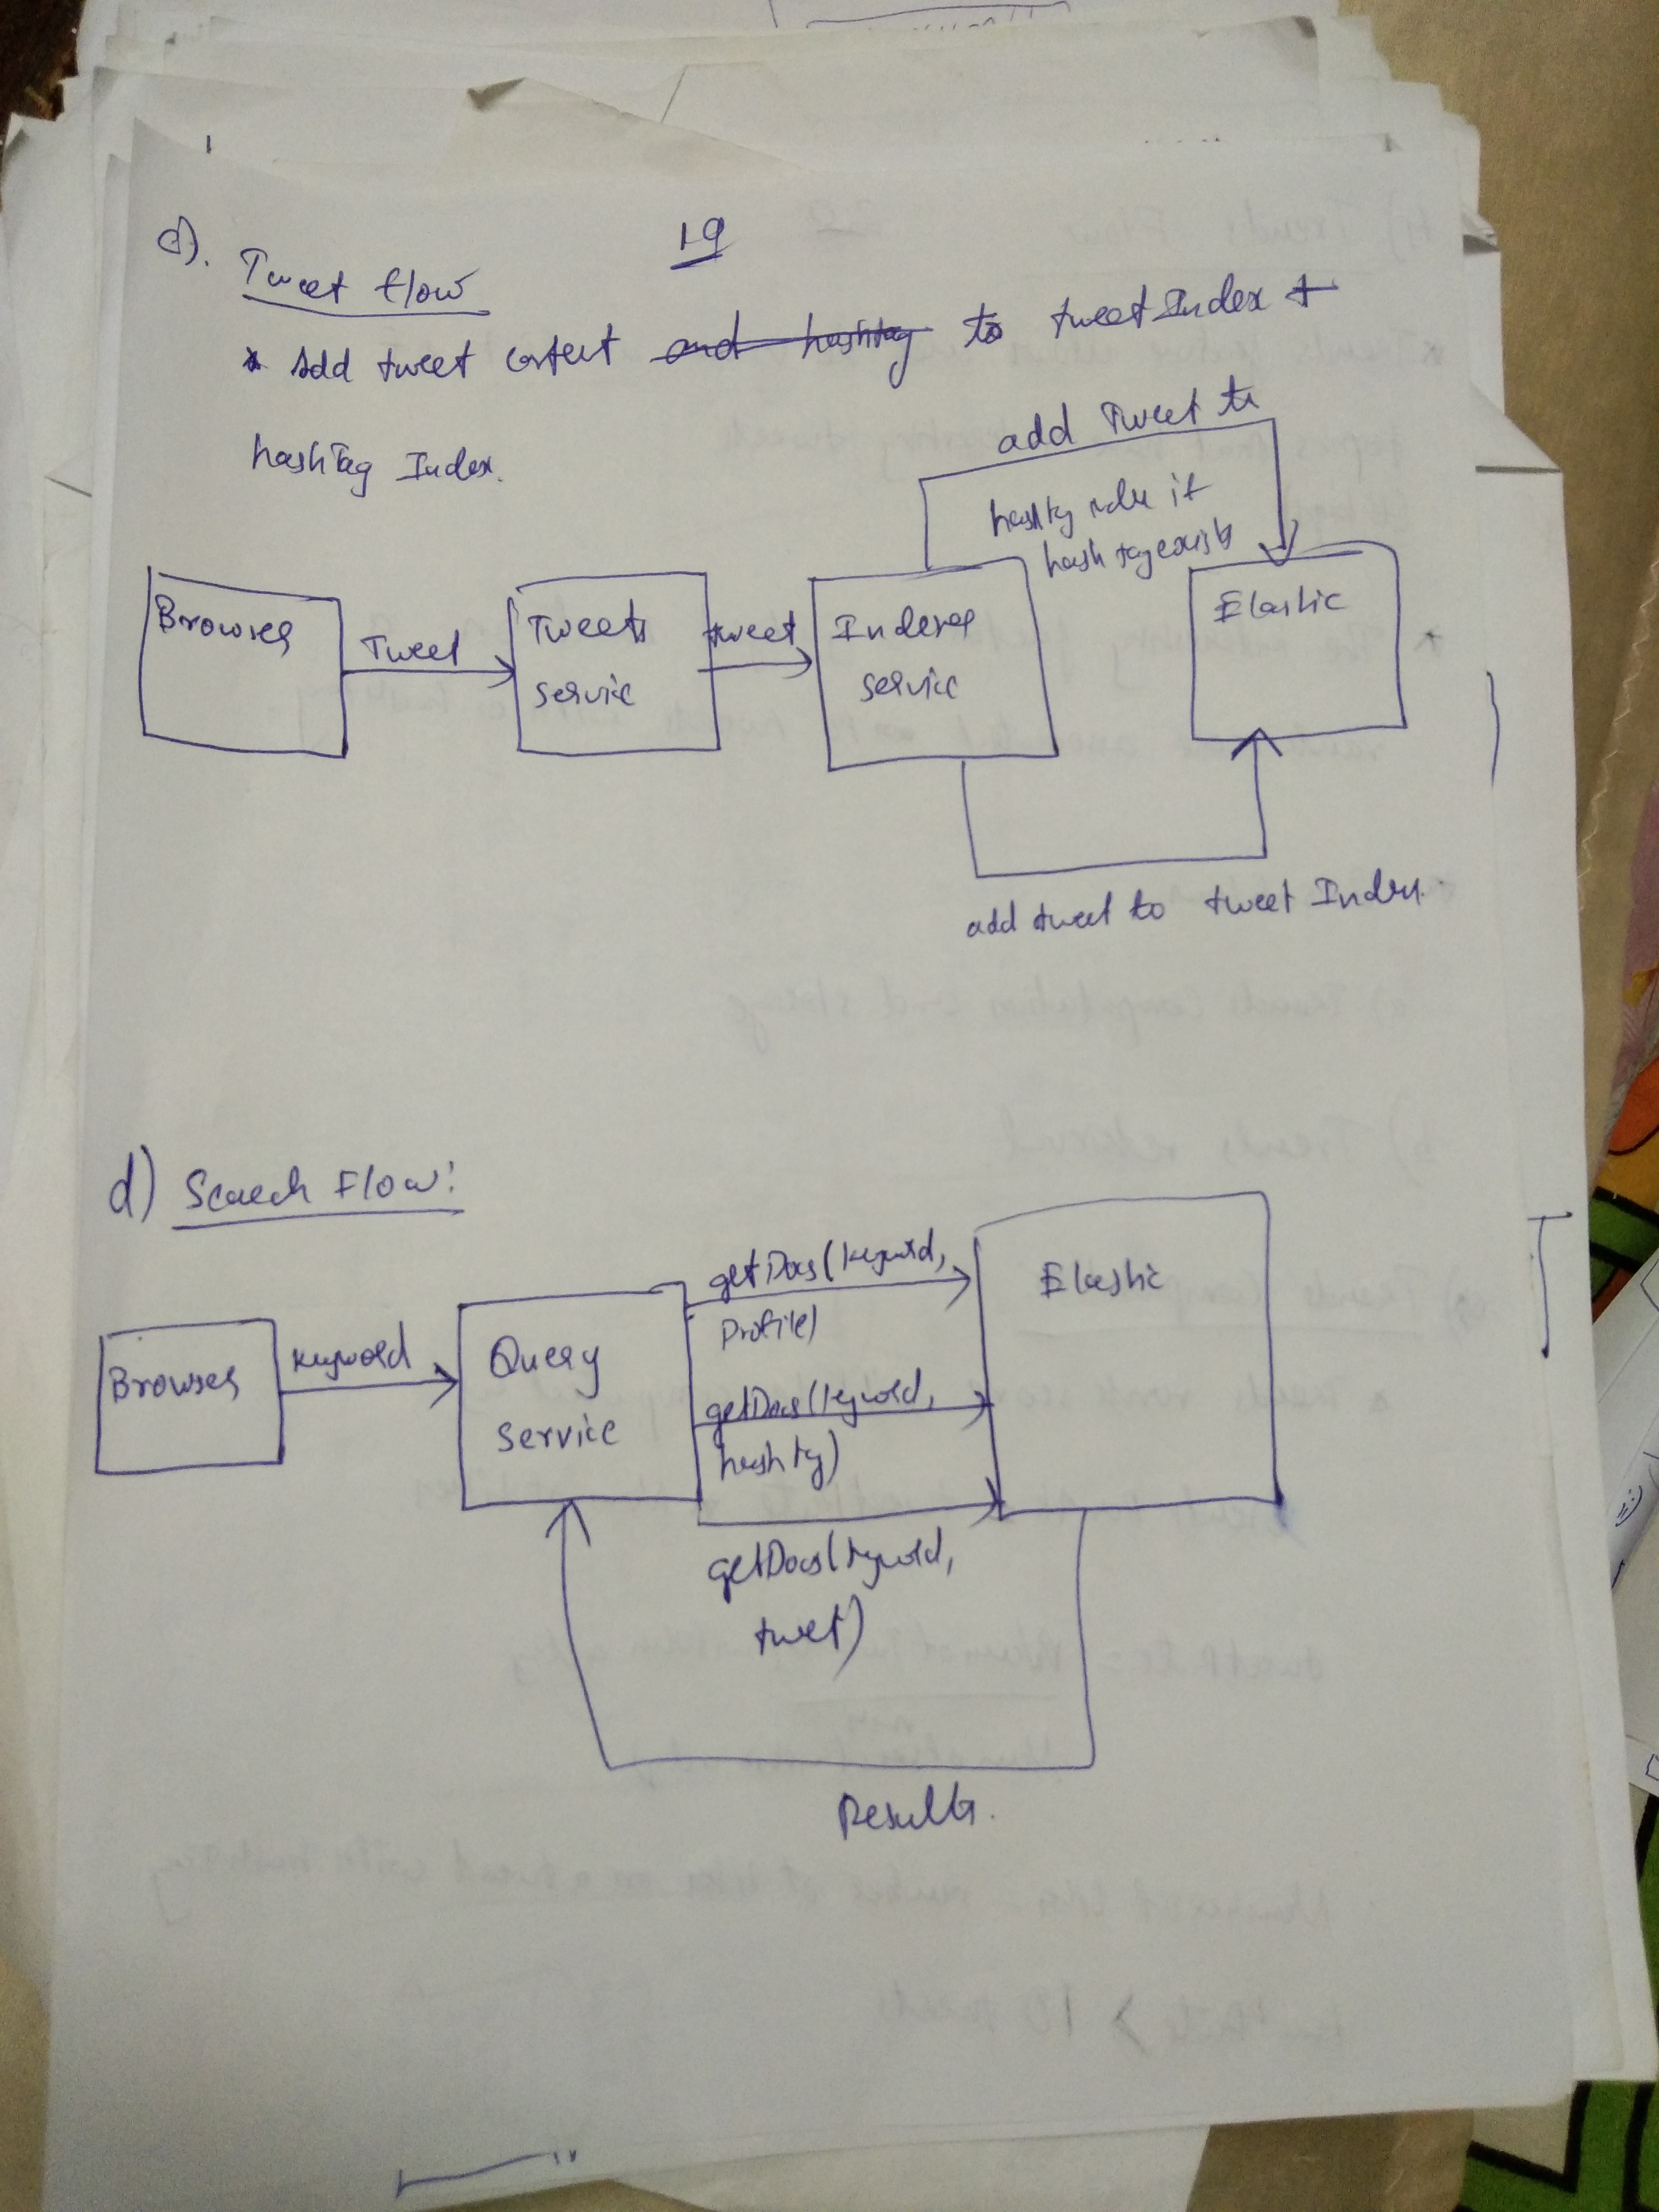 19
c). Tweet flow
* Add tweet content and hashtag to tweet Index +
hashTag Index.
add Tweet to
hashtag index if
hash tag exists
Browser
Tweet
Tweets
service
tweet
Indexer
service
Elastic
add tweet to tweet Index.
d) Search Flow:
Browser
keyword
Query
service
getDocs(keyword,
Profile)
getDocs(keyword,
hashtag)
getDocs(keyword,
tweet)
Elastic
Results.